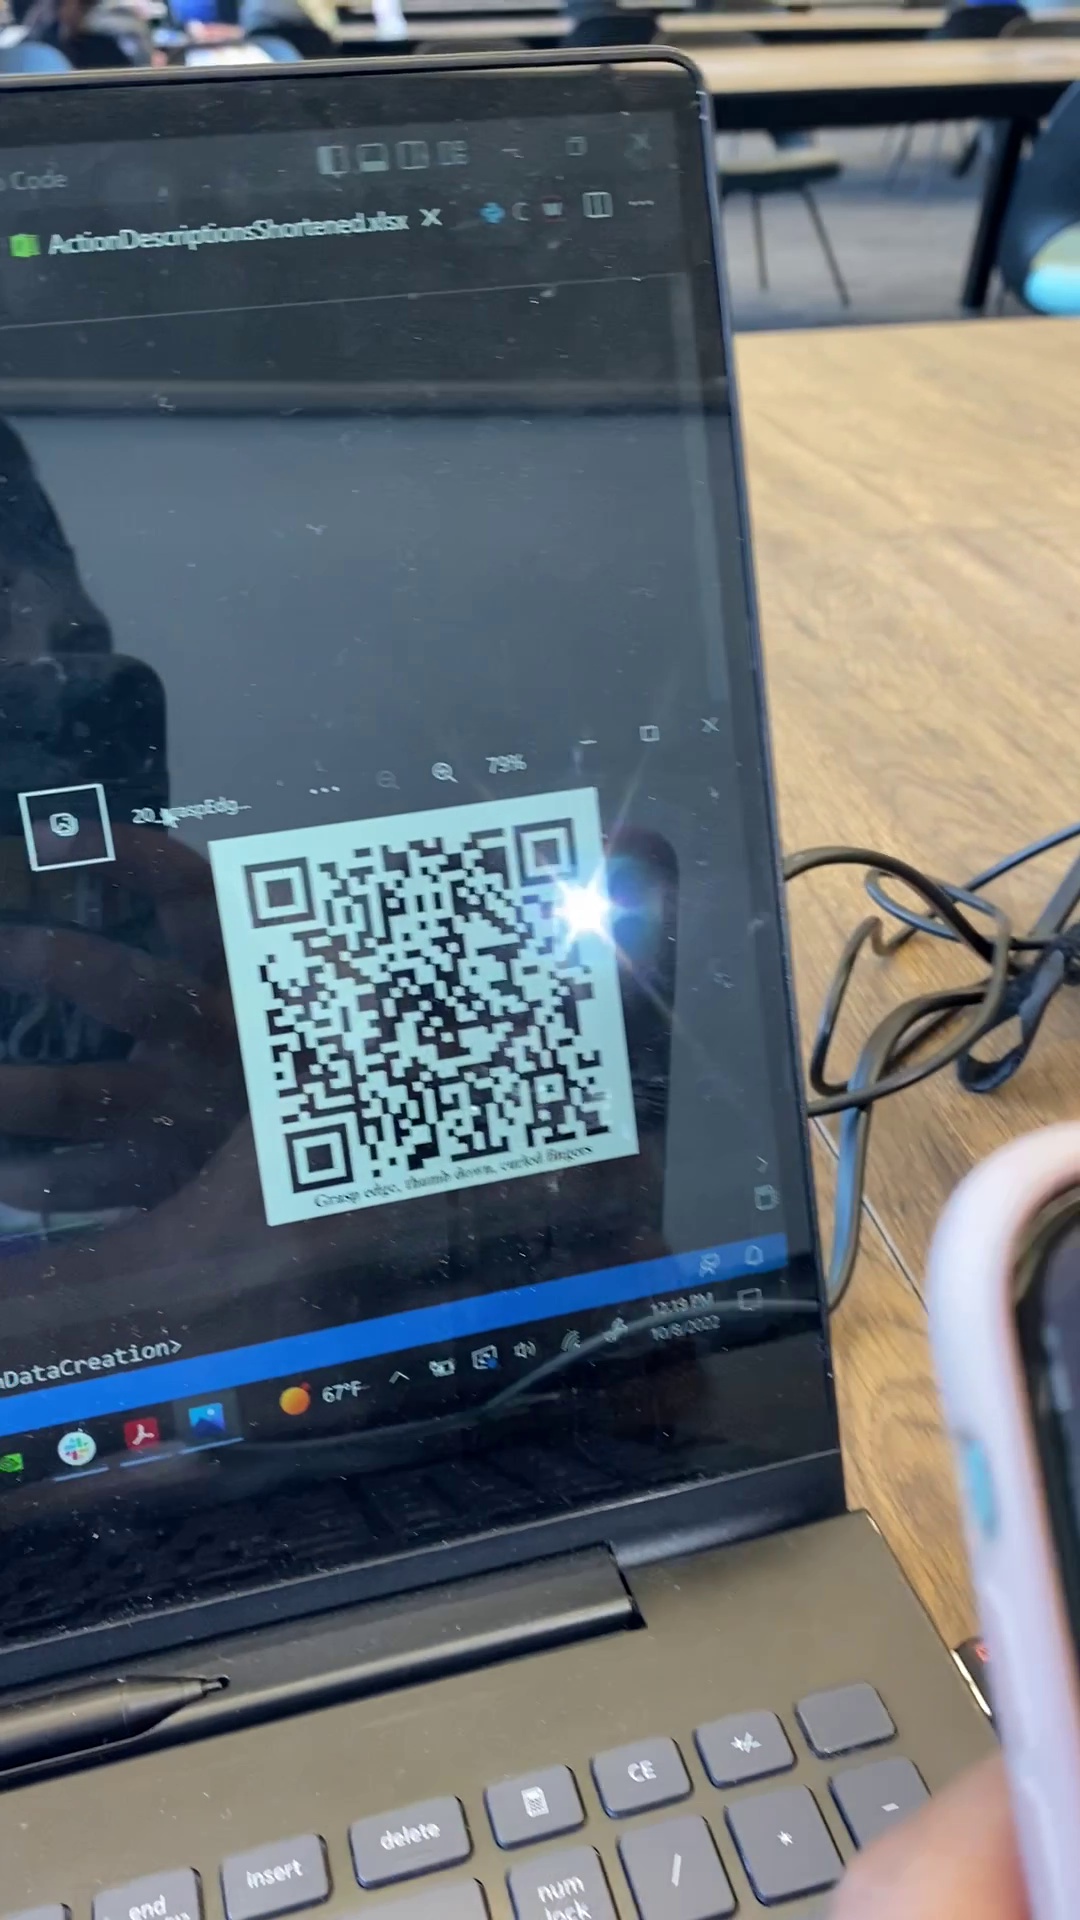 Code
ActionDescriptionsShortened.xlsx
79%
20_graspEdg...
Grasp edge, thumb down, curled fingers
DataCreation>
67°F
12:19 PM
10/8/2022
CE
+/-
delete
insert
/
*
-
end
num
lock